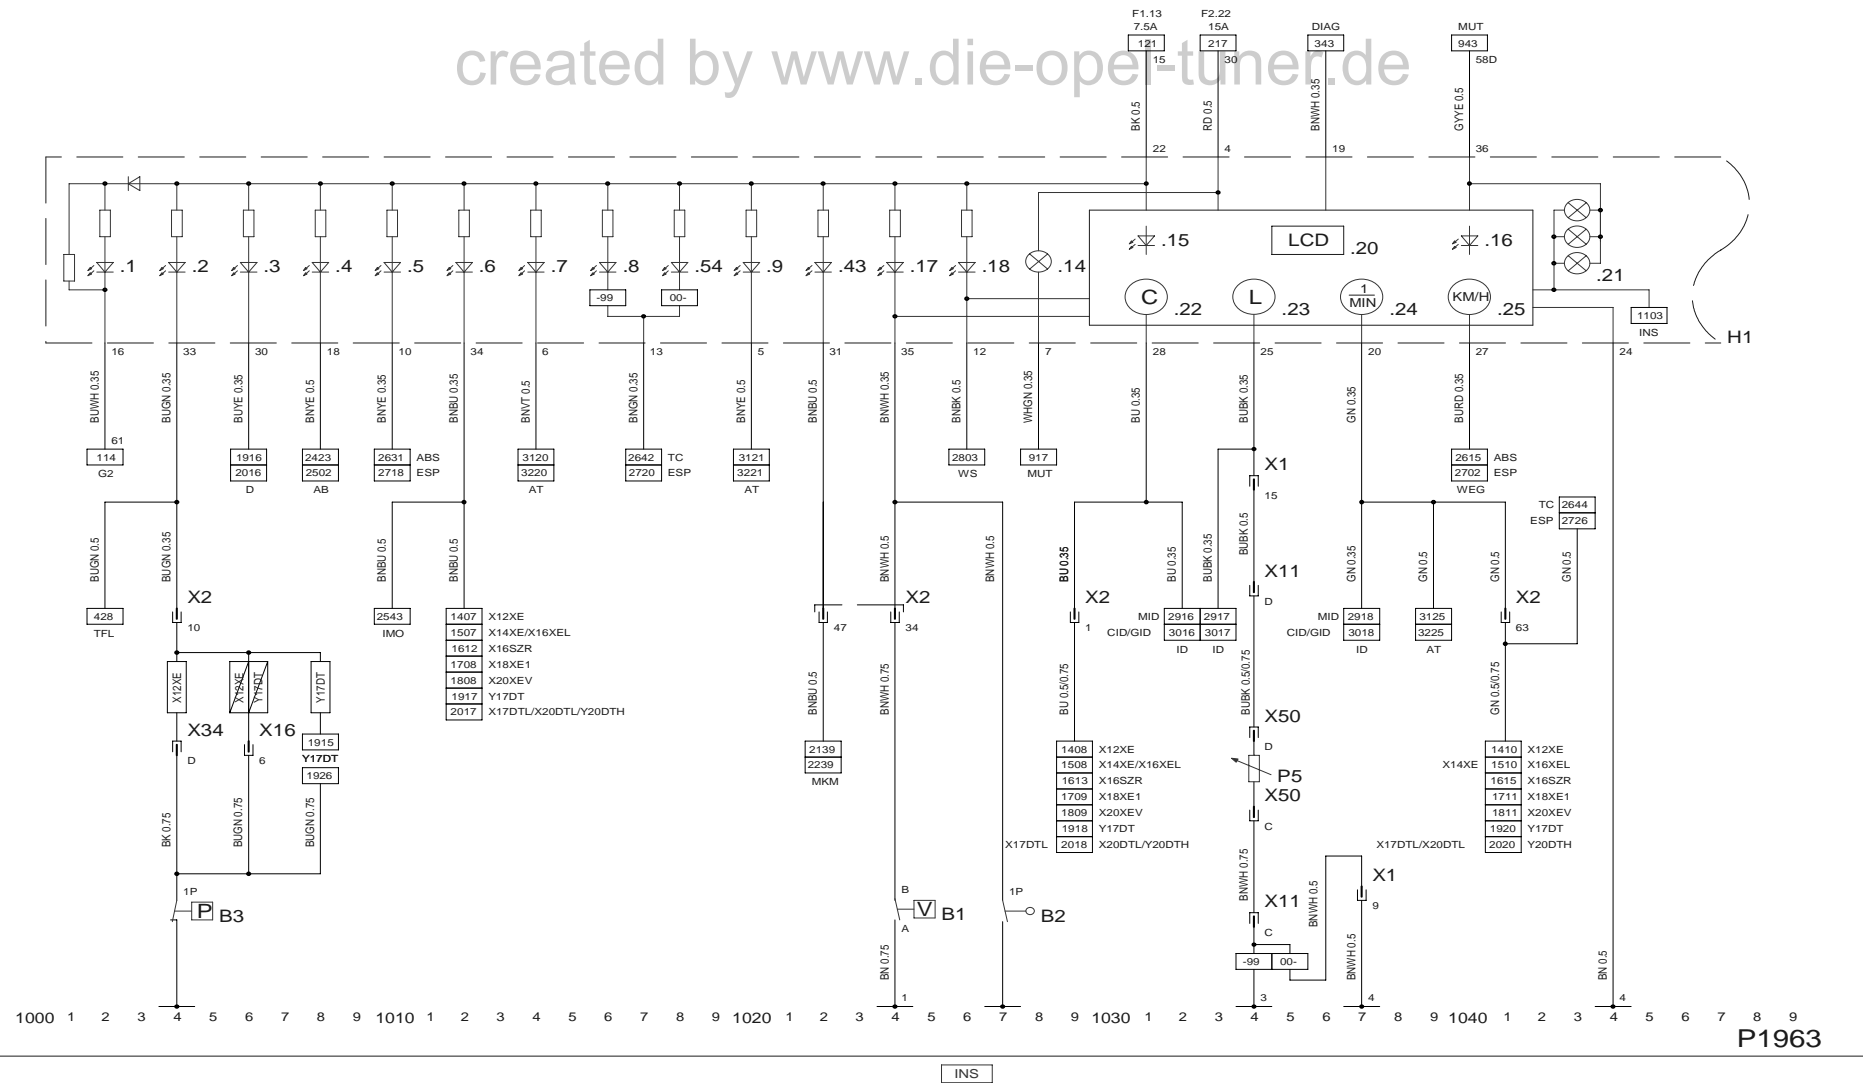 created by www.die-opel-tuner.de
F1.13 F2.22
7.5A 15A DIAG MUT
121 217 343 943
15 30 58D
BK 0.5 RD 0.5 BNWH 0.35 GYYE 0.5
22 4 19 36
.1 .2 .3 .4 .5 .6 .7 .8 .54 .9 .43 .17 .18 .14 .15 LCD .20 .16 .21
-99 00-
C .22 L .23 1 MIN .24 KM/H .25
1103
INS
H1
16 33 30 18 10 34 6 13 5 31 35 12 7 28 25 20 27 24
BUWH 0.35 BUGN 0.35 BUYE 0.35 BNYE 0.5 BNYE 0.35 BNBU 0.35 BNVT 0.5 BNGN 0.35 BNYE 0.5 BNBU 0.5 BNWH 0.35 BNBK 0.5 WHGN 0.35 BU 0.35 BUBK 0.35 GN 0.35 BURD 0.35
61
114 1916 2423 2631 ABS 3120 2642 TC 3121 2803 917 2615 ABS
G2 2016 2502 2718 ESP 3220 2720 ESP 3221 WS MUT 2702 ESP
D AB AT AT WEG
X1
15
TC 2644
ESP 2726
BUGN 0.5 BUGN 0.35 BNBU 0.5 BNBU 0.5 BNWH 0.5 BNWH 0.5 BU 0.35 BU 0.35 BUBK 0.35 BUBK 0.5 GN 0.35 GN 0.5 GN 0.5 GN 0.5
X11
D
X2 X2 X2 X2
428 10 2543 47 34 1 MID 2916 2917 MID 2918 3125 63
TFL IMO CID/GID 3016 3017 CID/GID 3018 3225
ID ID ID AT
1407 X12XE
1507 X14XE/X16XEL
1612 X16SZR
1708 X18XE1
1808 X20XEV
1917 Y17DT
2017 X17DTL/X20DTL/Y20DTH
X12XE X12XE Y17DT Y17DT
BNBU 0.5 BNWH 0.75 BU 0.5/0.75 BUBK 0.5/0.75 GN 0.5/0.75
X34 X16 X50
D 6 D
1915
Y17DT
1926
2139
2239
MKM
1408 X12XE
1508 X14XE/X16XEL
1613 X16SZR
1709 X18XE1
1809 X20XEV
1918 Y17DT
X17DTL 2018 X20DTL/Y20DTH
P5
X50
C
1410 X12XE
X14XE 1510 X16XEL
1615 X16SZR
1711 X18XE1
1811 X20XEV
1920 Y17DT
X17DTL/X20DTL 2020 Y20DTH
BK 0.75 BUGN 0.75 BUGN 0.75
BNWH 0.75 BNWH 0.5
X1
9
1P P B3
B V B1
A
1P B2
X11
C
-99 00-
BN 0.75 BNWH 0.5 BN 0.5
1 3 4 4
1000 1 2 3 4 5 6 7 8 9 1010 1 2 3 4 5 6 7 8 9 1020 1 2 3 4 5 6 7 8 9 1030 1 2 3 4 5 6 7 8 9 1040 1 2 3 4 5 6 7 8 9
P1963
INS